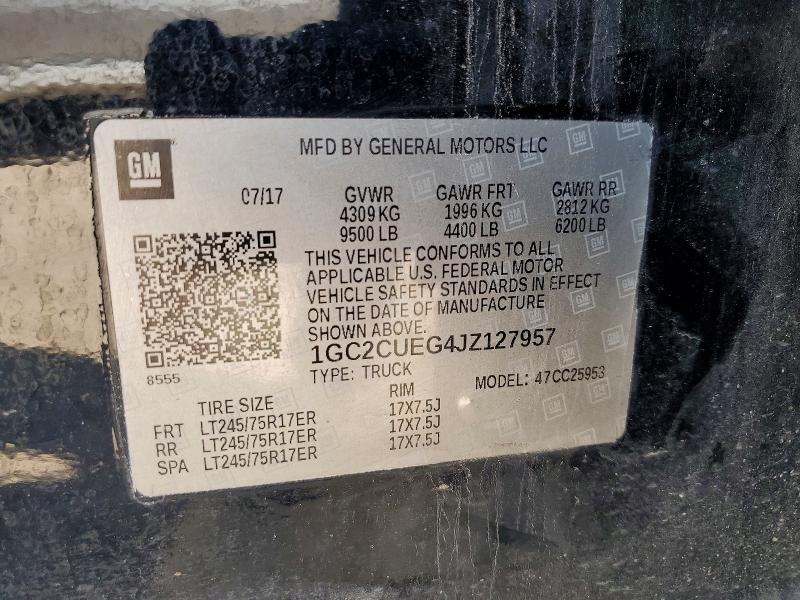 GM
MFD BY GENERAL MOTORS LLC
07/17 GVWR GAWR FRT GAWR RR
4309 KG 1996 KG 2812 KG
9500 LB 4400 LB 6200 LB
THIS VEHICLE CONFORMS TO ALL
APPLICABLE U.S. FEDERAL MOTOR
VEHICLE SAFETY STANDARDS IN EFFECT
ON THE DATE OF MANUFACTURE
SHOWN ABOVE.
1GC2CUEG4JZ127957
8555
TYPE: TRUCK MODEL: 47CC25953
TIRE SIZE RIM
FRT LT245/75R17ER 17X7.5J
RR LT245/75R17ER 17X7.5J
SPA LT245/75R17ER 17X7.5J